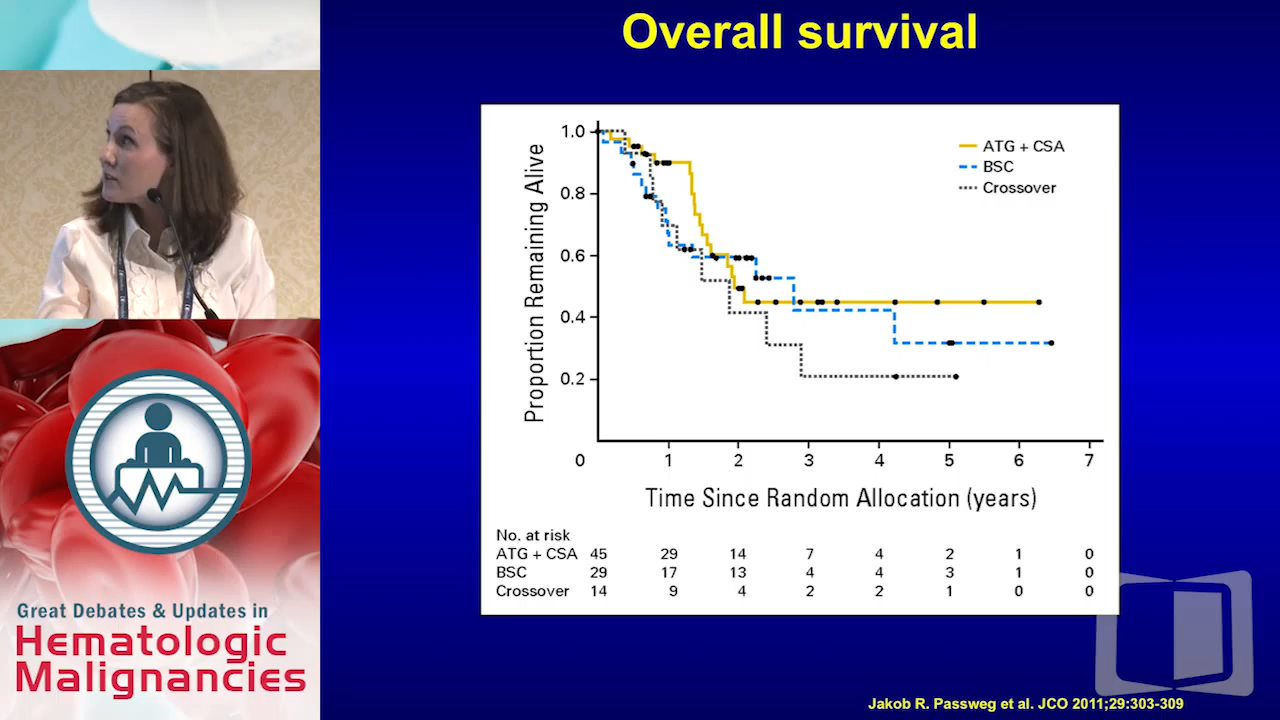 Overall survival
1.0
0.8
0.6
0.4
0.2
Proportion Remaining Alive
ATG + CSA
BSC
Crossover
0 1 2 3 4 5 6 7
Time Since Random Allocation (years)
No. at risk
ATG + CSA 45 29 14 7 4 2 1 0
BSC 29 17 13 4 4 3 1 0
Crossover 14 9 4 2 2 1 0 0
Jakob R. Passweg et al. JCO 2011;29:303-309
Great Debates & Updates in
Hematologic
Malignancies